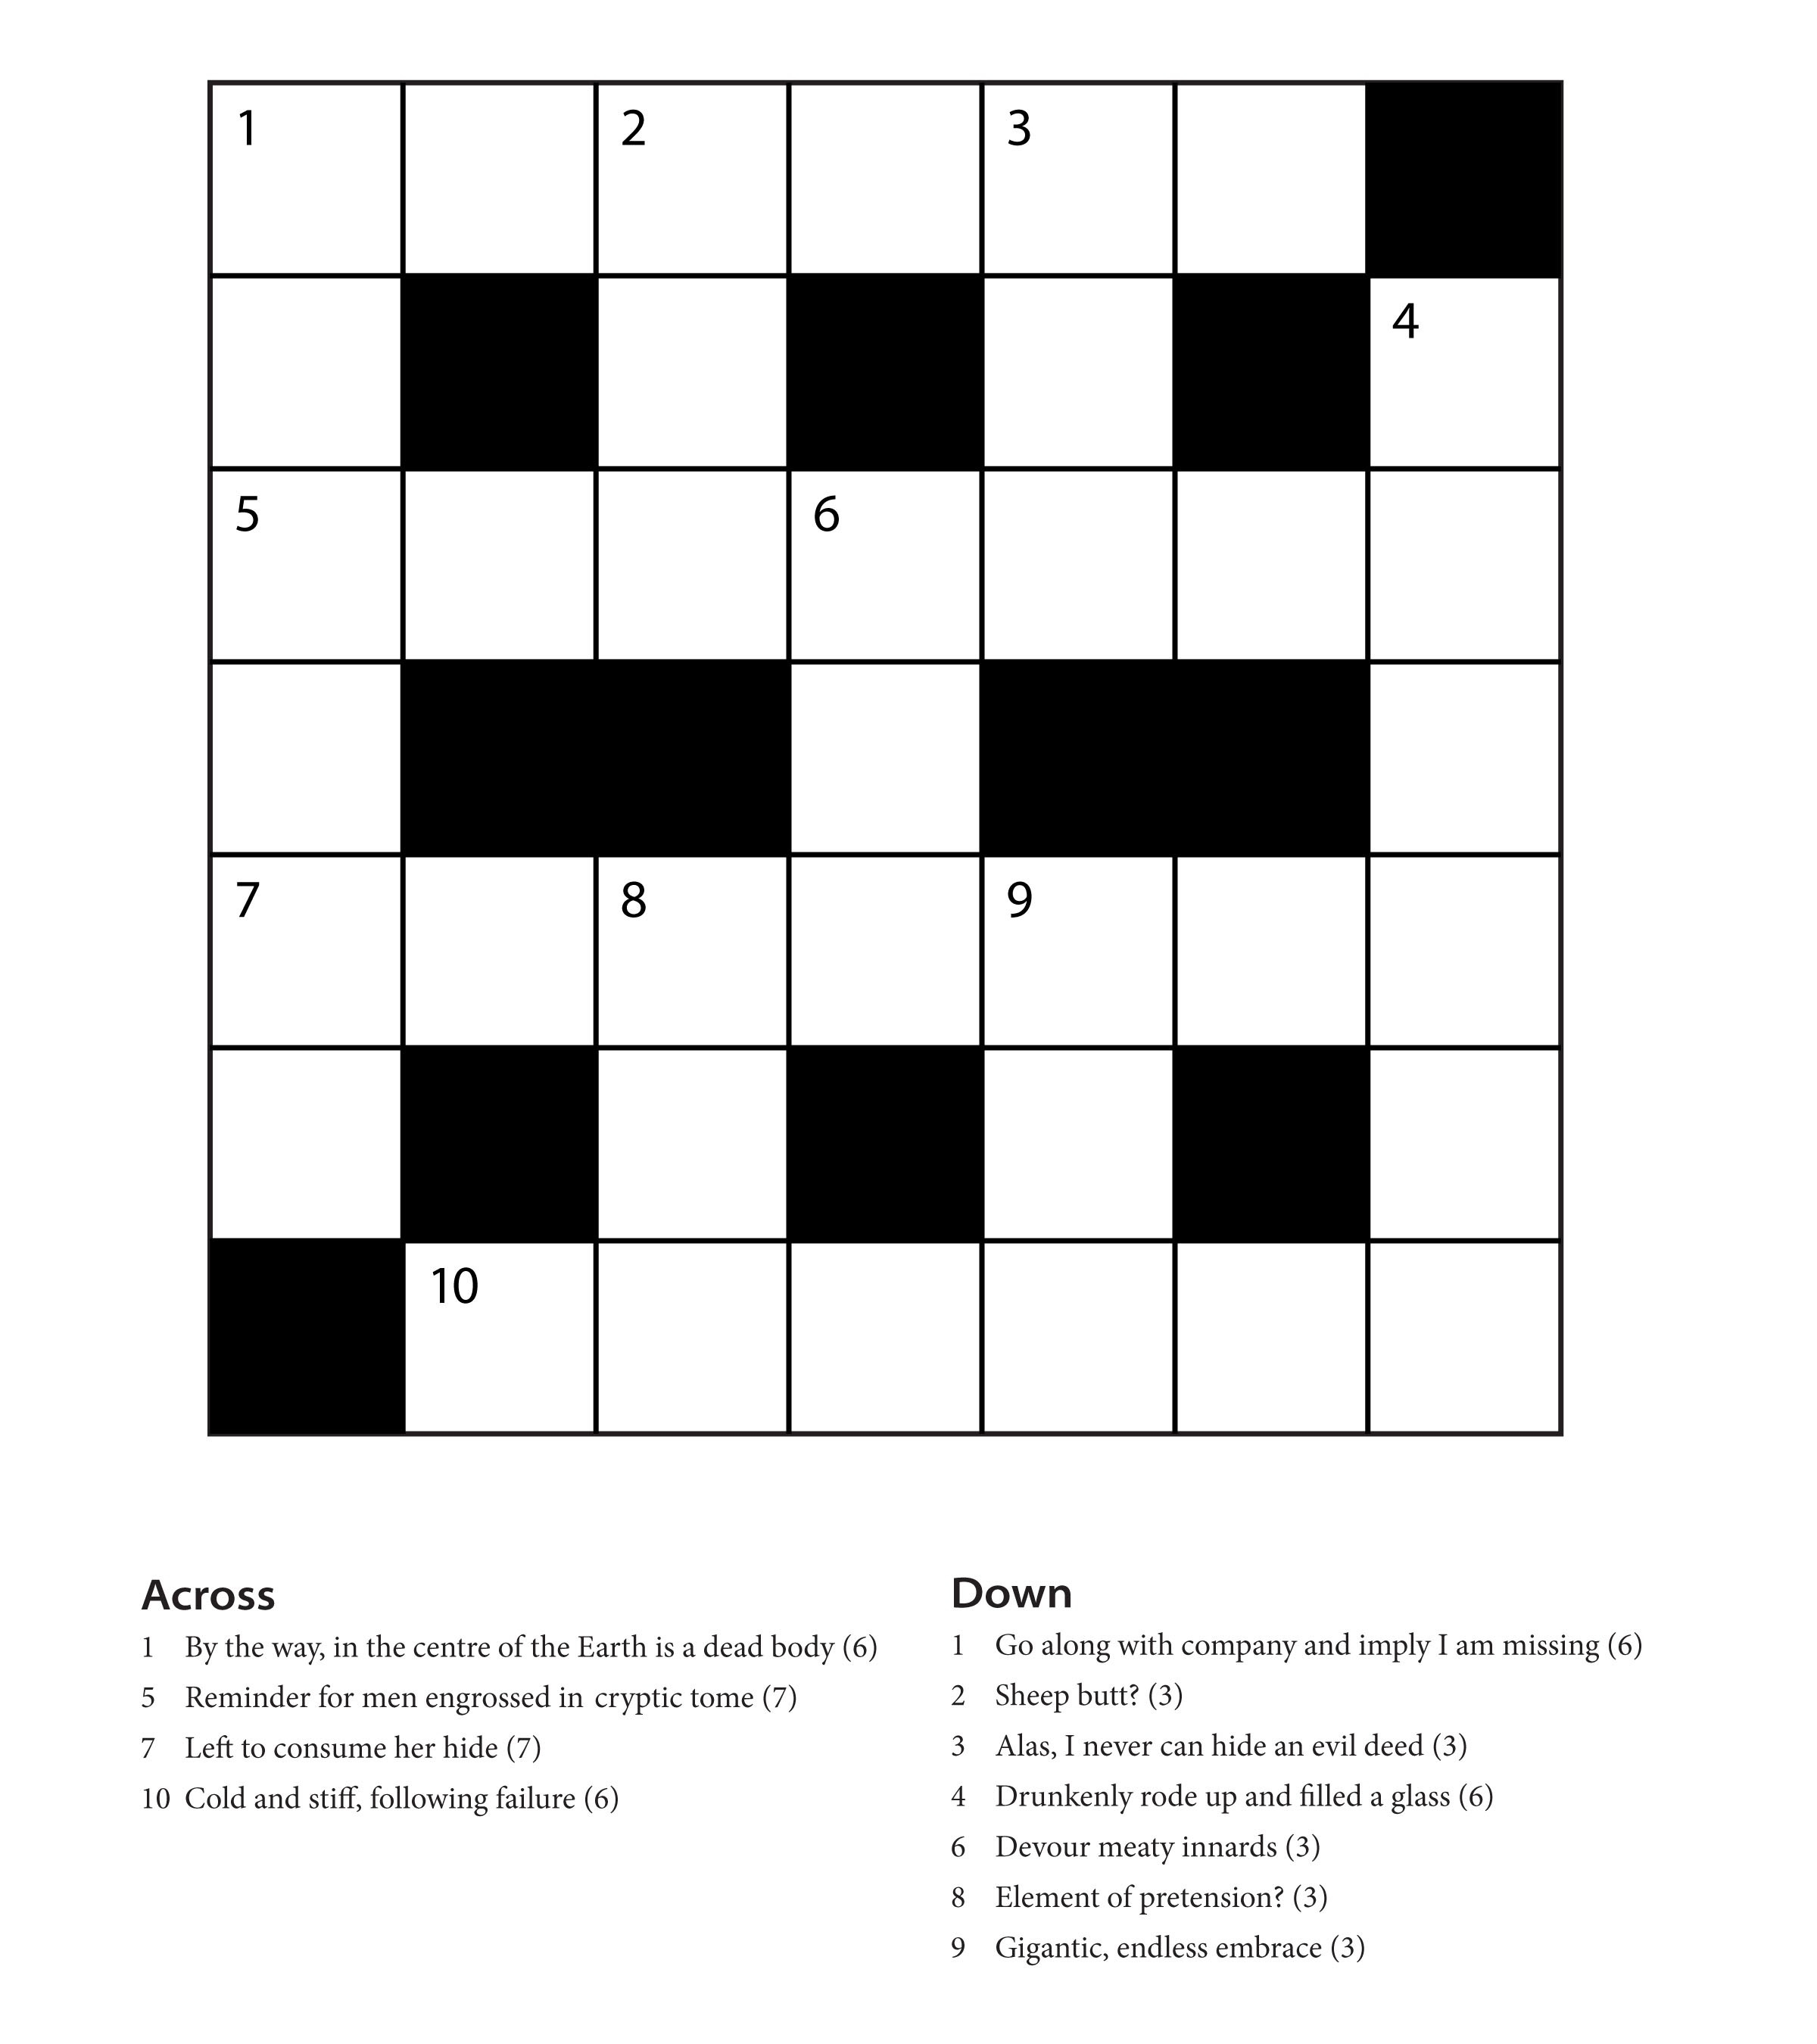 1 2 3
4
5 6
7 8 9
10
Across
1 By the way, in the centre of the Earth is a dead body (6)
5 Reminder for men engrossed in cryptic tome (7)
7 Left to consume her hide (7)
10 Cold and stiff, following failure (6)
Down
1 Go along with company and imply I am missing (6)
2 Sheep butt? (3)
3 Alas, I never can hide an evil deed (3)
4 Drunkenly rode up and filled a glass (6)
6 Devour meaty innards (3)
8 Element of pretension? (3)
9 Gigantic, endless embrace (3)